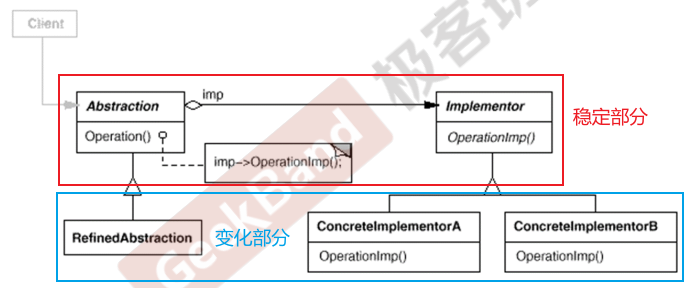 Client
Abstraction
imp
Implementor
稳定部分
Operation()
OperationImp()
imp->OperationImp();
RefinedAbstraction
变化部分
ConcreteImplementorA
ConcreteImplementorB
OperationImp()
OperationImp()
GeekBand
极客班